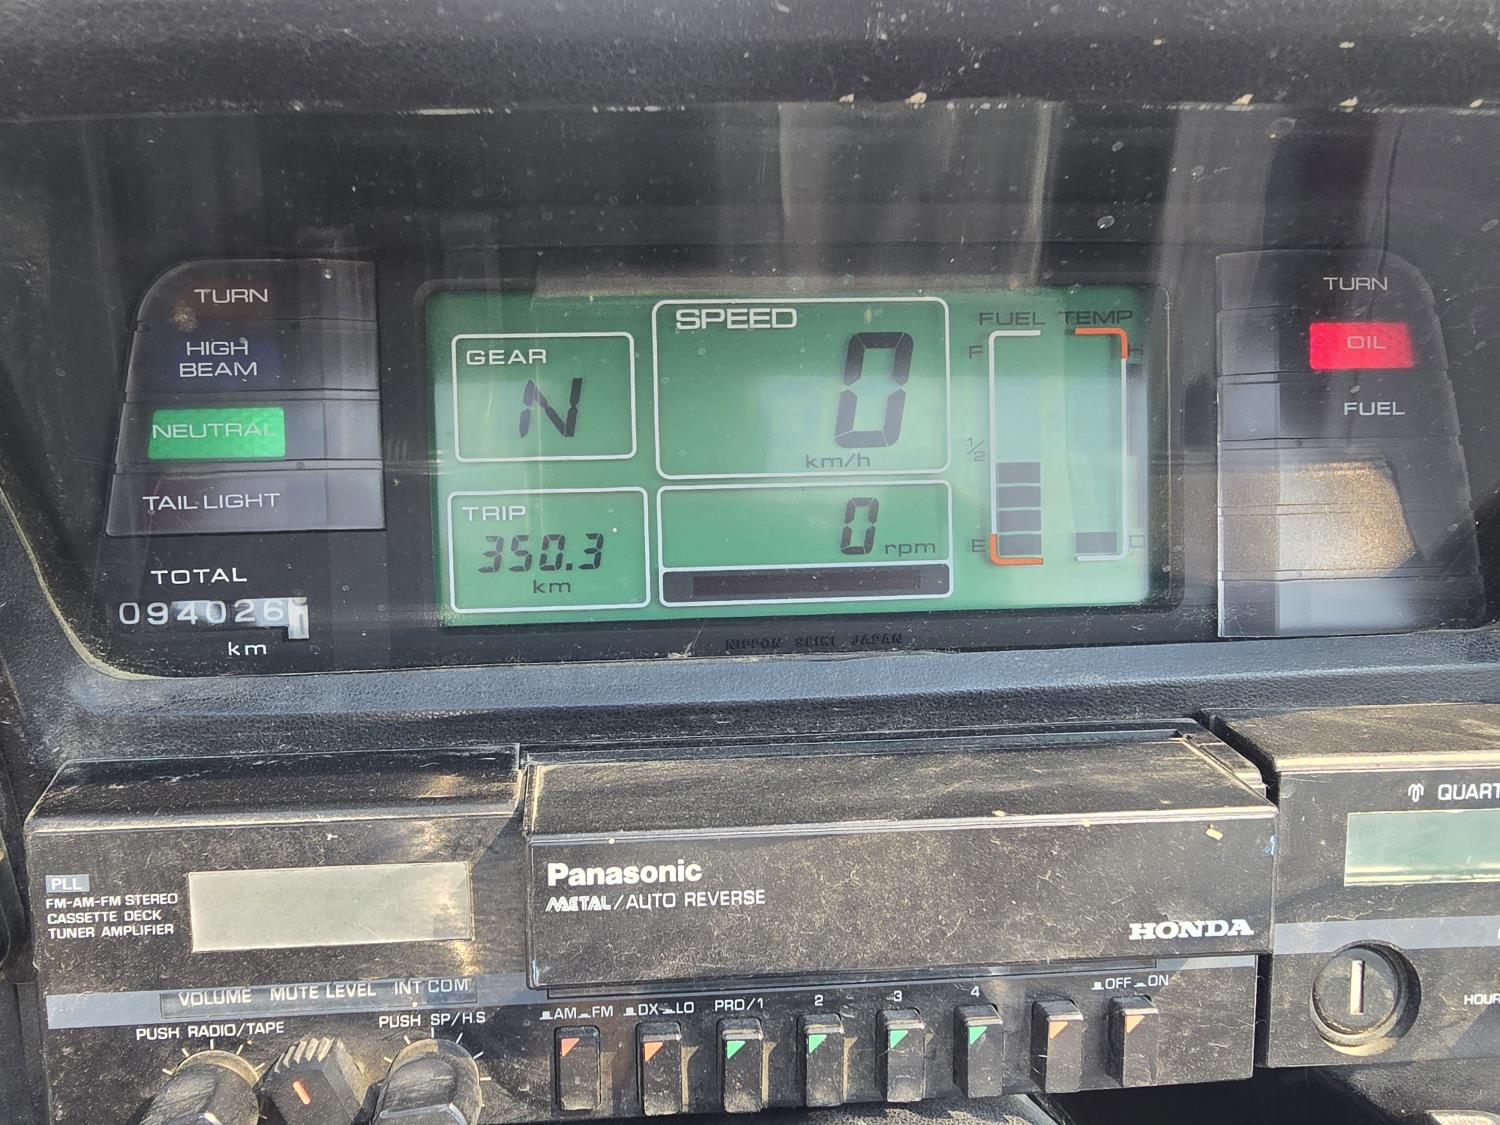 TURN
HIGH
BEAM
NEUTRAL
TAIL LIGHT
TOTAL
094026
km
GEAR
N
TRIP
350.3
km
SPEED
0
km/h
0 rpm
FUEL TEMP
F H
1/2
E C
NIPPON SEIKI JAPAN
TURN
OIL
FUEL
PLL
FM-AM-FM STEREO
CASSETTE DECK
TUNER AMPLIFIER
VOLUME MUTE LEVEL INT COM
PUSH RADIO/TAPE PUSH SP/H.S
Panasonic
METAL/AUTO REVERSE
HONDA
AM FM DX LO PRO/1 2 3 4 OFF ON
QUART
HOUR